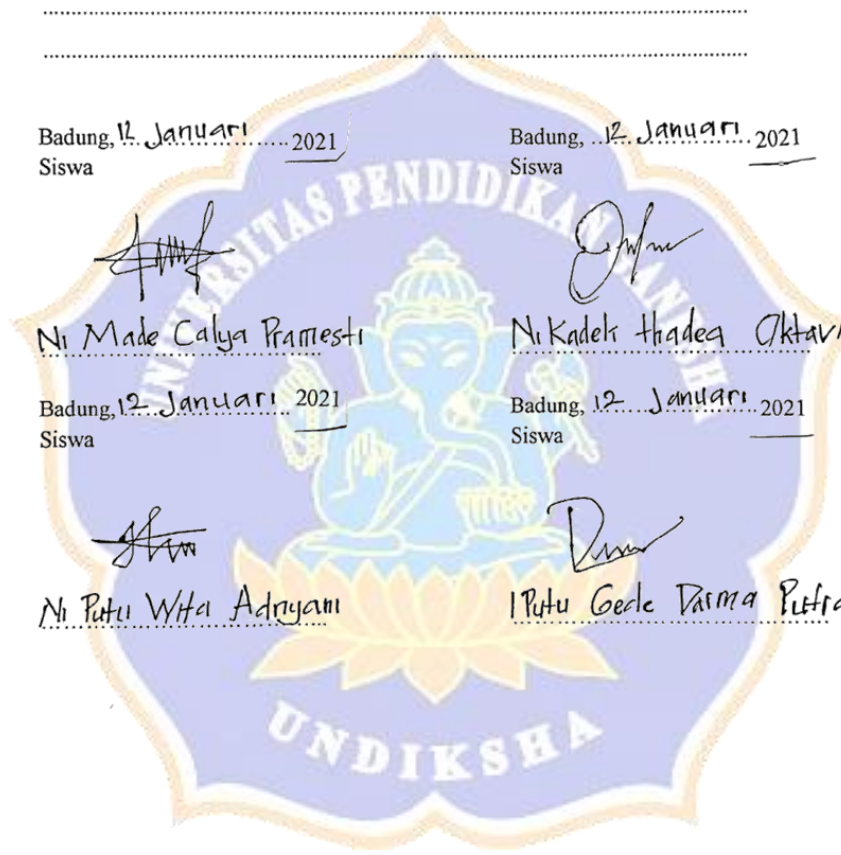 Badung, 12 Januari 2021
Siswa
Ni Made Calya Pramesti
Badung, 12 Januari 2021
Siswa
Ni Kadek thadea Oktavi
Badung, 12 Januari 2021
Siswa
Ni Putu Wita Adnyani
Badung, 12 Januari 2021
Siswa
I Putu Gede Darma Putra
UNIVERSITAS PENDIDIKAN GANESHA
UNDIKSHA